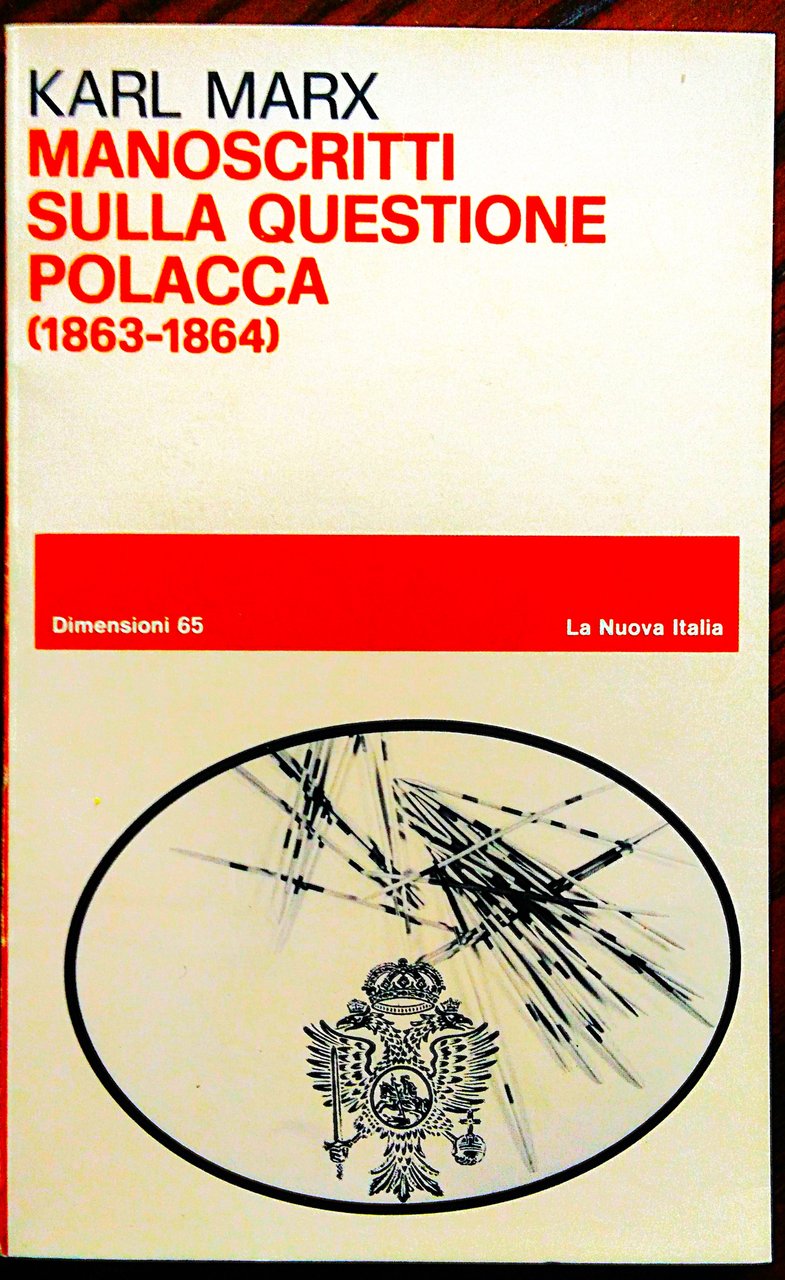 KARL MARX
MANOSCRITTI
SULLA QUESTIONE
POLACCA
(1863-1864)
Dimensioni 65
La Nuova Italia